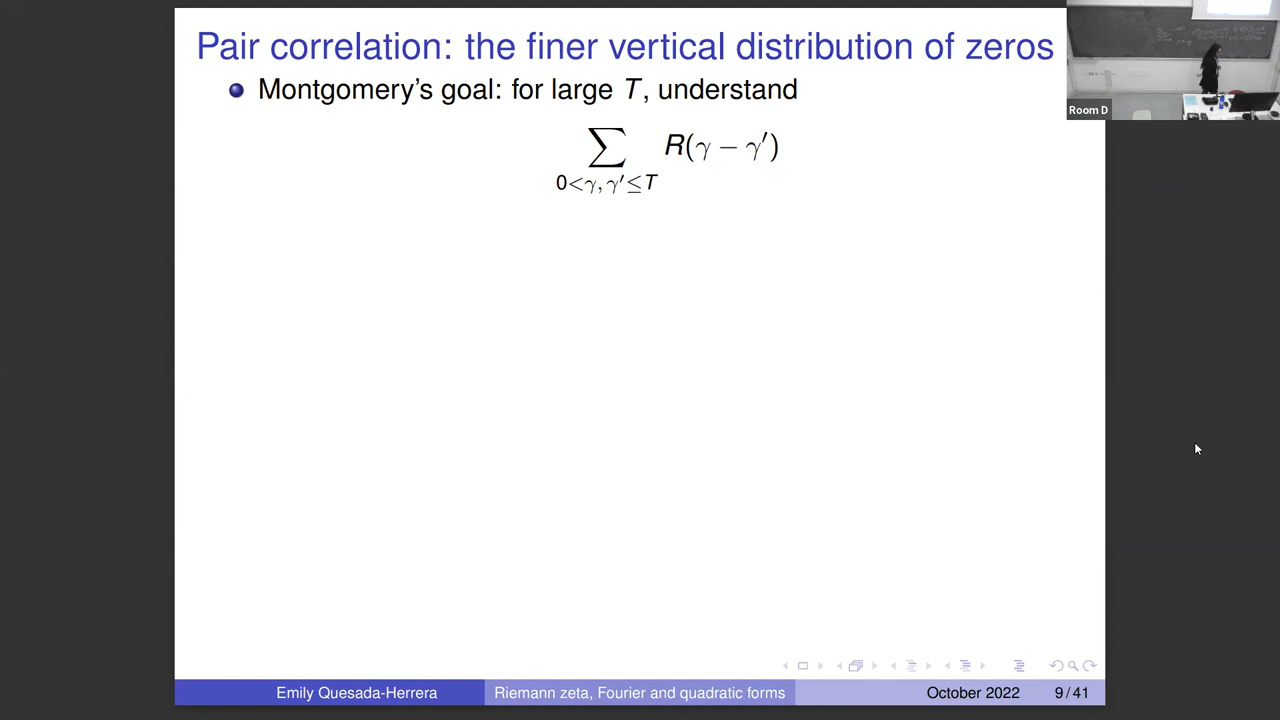 Pair correlation: the finer vertical distribution of zeros
Montgomery's goal: for large T, understand
∑ R(γ − γ′)
0<γ, γ′≤T
Room D
Emily Quesada-Herrera
Riemann zeta, Fourier and quadratic forms
October 2022
9 / 41